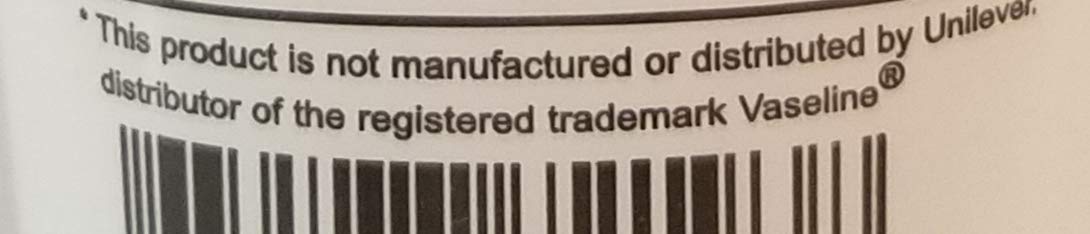 * This product is not manufactured or distributed by Unilever.
distributor of the registered trademark Vaseline®